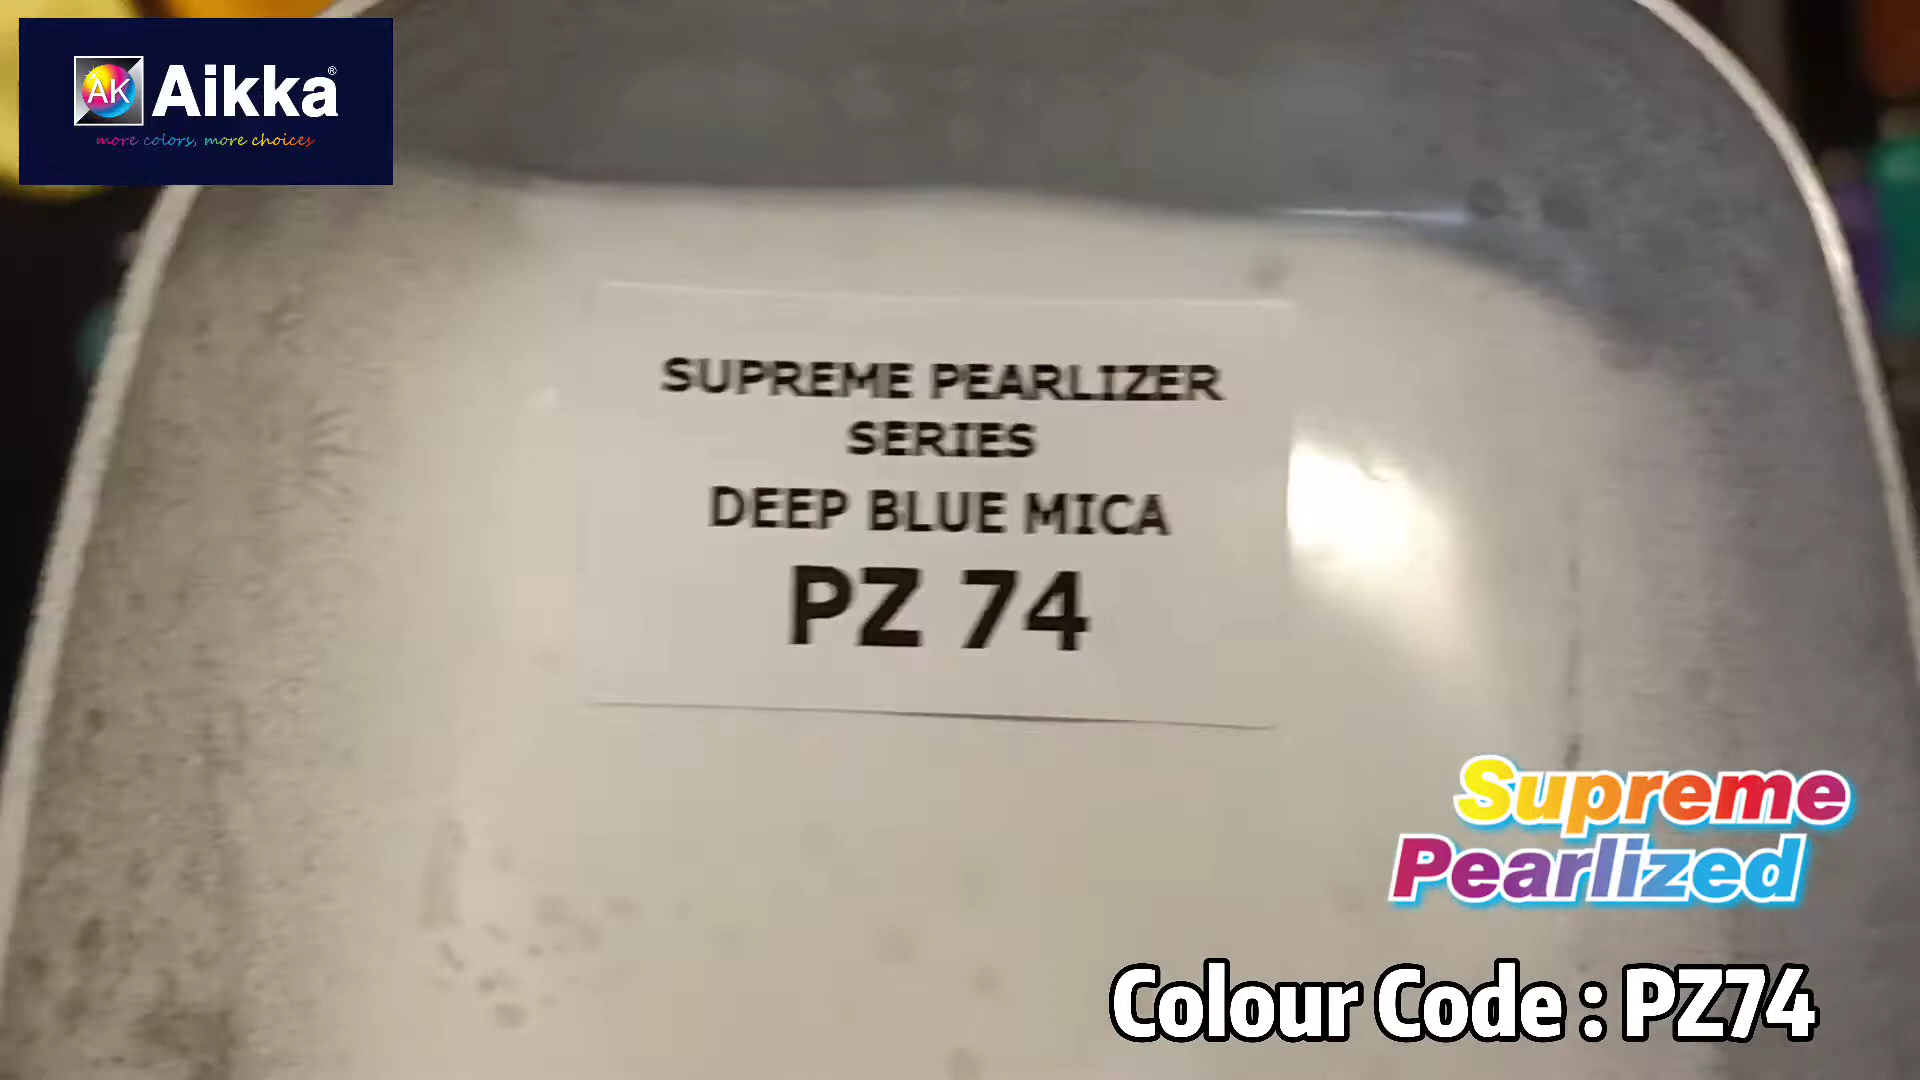 AK Aikka®
more colors, more choices
SUPREME PEARLIZER
SERIES
DEEP BLUE MICA
PZ 74
Supreme
Pearlized
Colour Code : PZ74